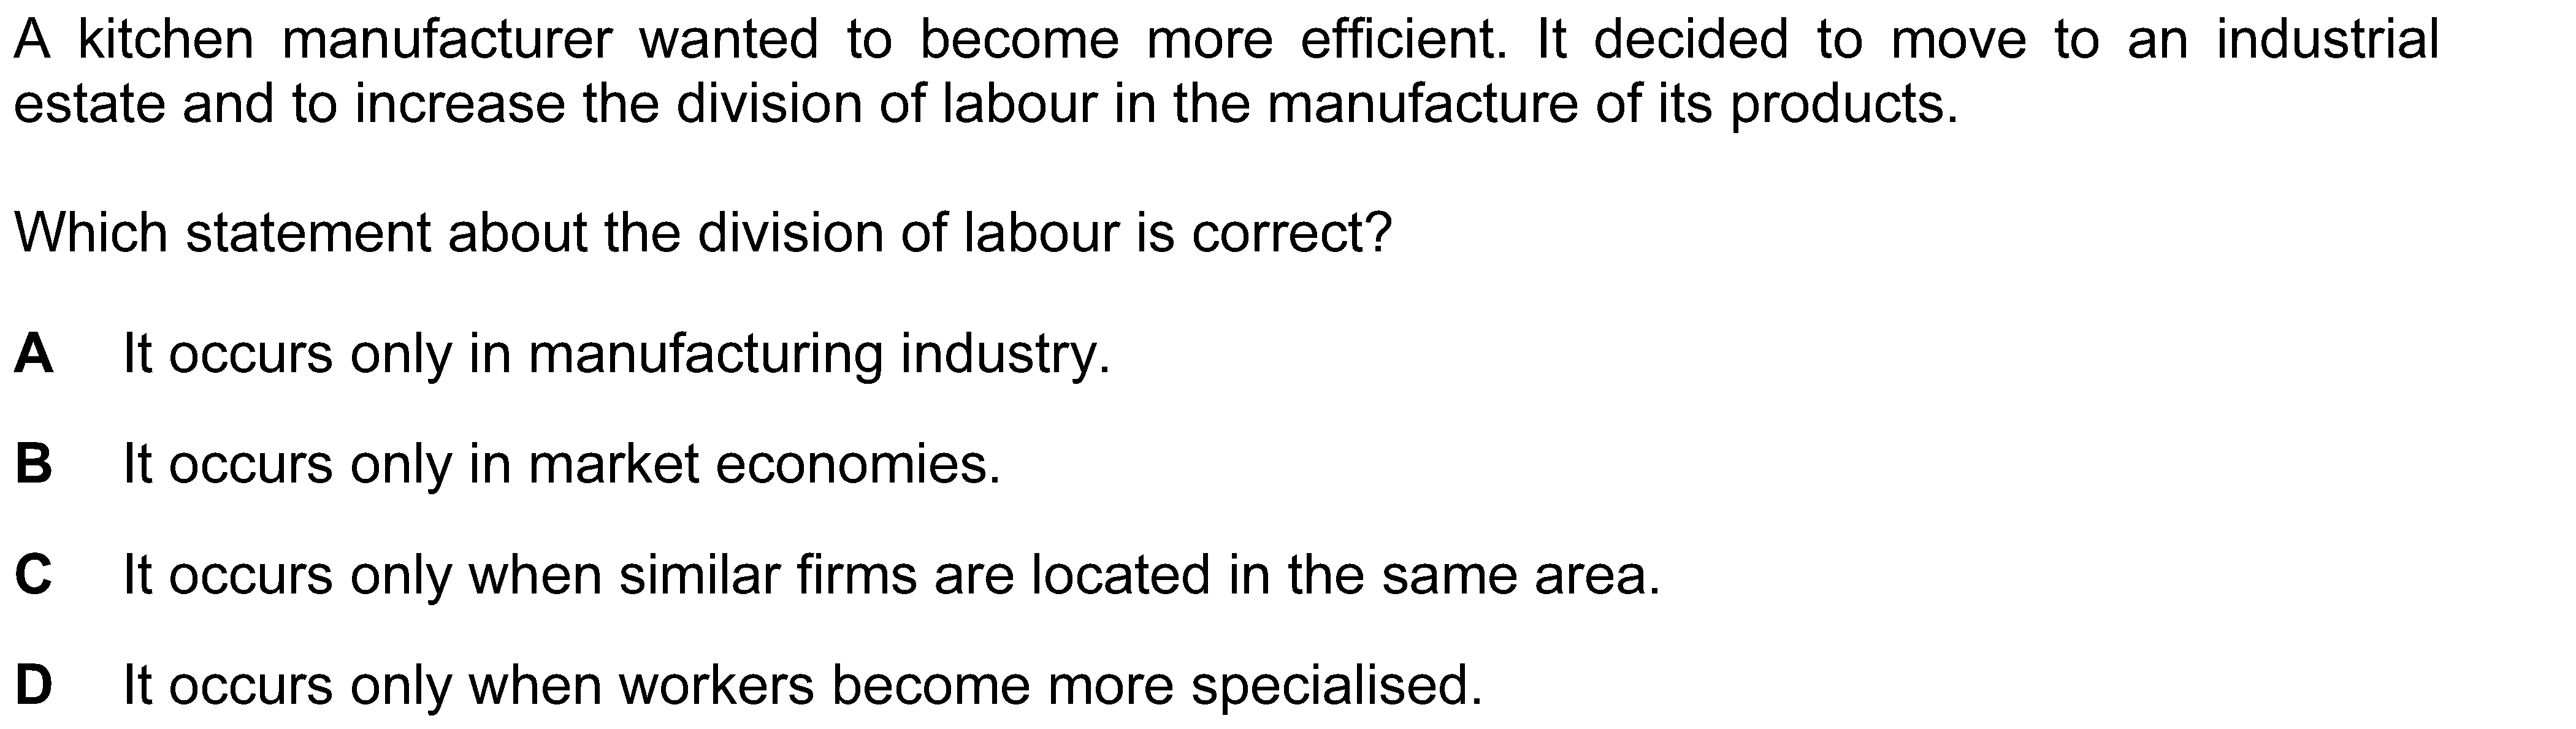 A kitchen manufacturer wanted to become more efficient. It decided to move to an industrial
estate and to increase the division of labour in the manufacture of its products.
Which statement about the division of labour is correct?
A It occurs only in manufacturing industry.
B It occurs only in market economies.
C It occurs only when similar firms are located in the same area.
D It occurs only when workers become more specialised.